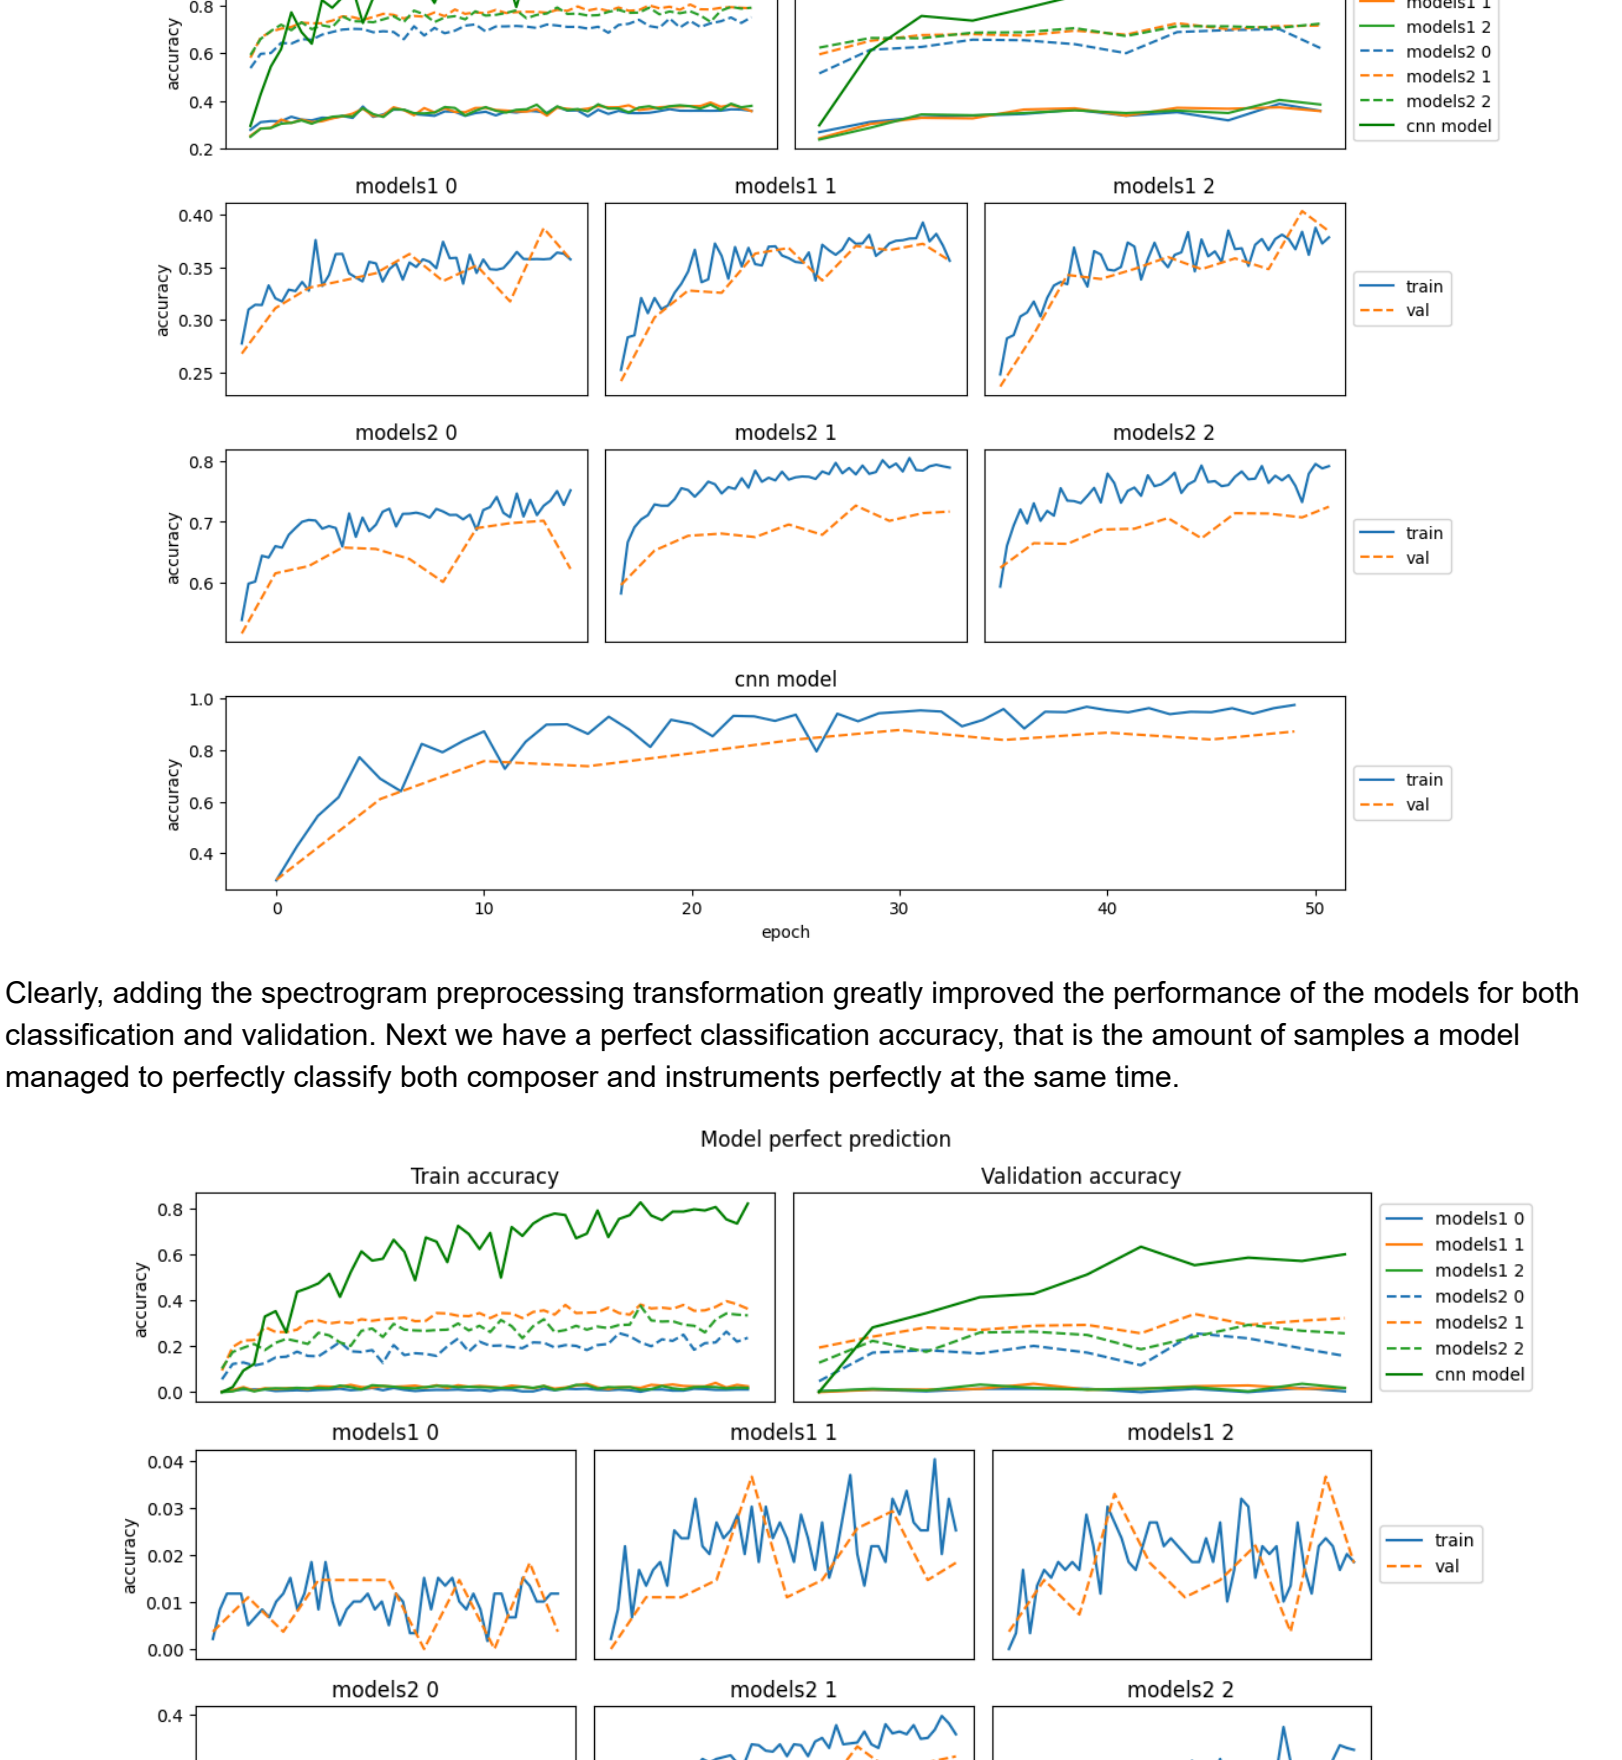 0.8
0.6
0.4
0.2
accuracy
models1 1
models1 2
models2 0
models2 1
models2 2
cnn model
models1 0
models1 1
models1 2
0.40
0.35
0.30
0.25
accuracy
train
val
models2 0
models2 1
models2 2
0.8
0.7
0.6
accuracy
train
val
cnn model
1.0
0.8
0.6
0.4
accuracy
train
val
0 10 20 30 40 50
epoch
Clearly, adding the spectrogram preprocessing transformation greatly improved the performance of the models for both
classification and validation. Next we have a perfect classification accuracy, that is the amount of samples a model
managed to perfectly classify both composer and instruments perfectly at the same time.
Model perfect prediction
Train accuracy
Validation accuracy
0.8
0.6
0.4
0.2
0.0
accuracy
models1 0
models1 1
models1 2
models2 0
models2 1
models2 2
cnn model
models1 0
models1 1
models1 2
0.04
0.03
0.02
0.01
0.00
accuracy
train
val
models2 0
models2 1
models2 2
0.4